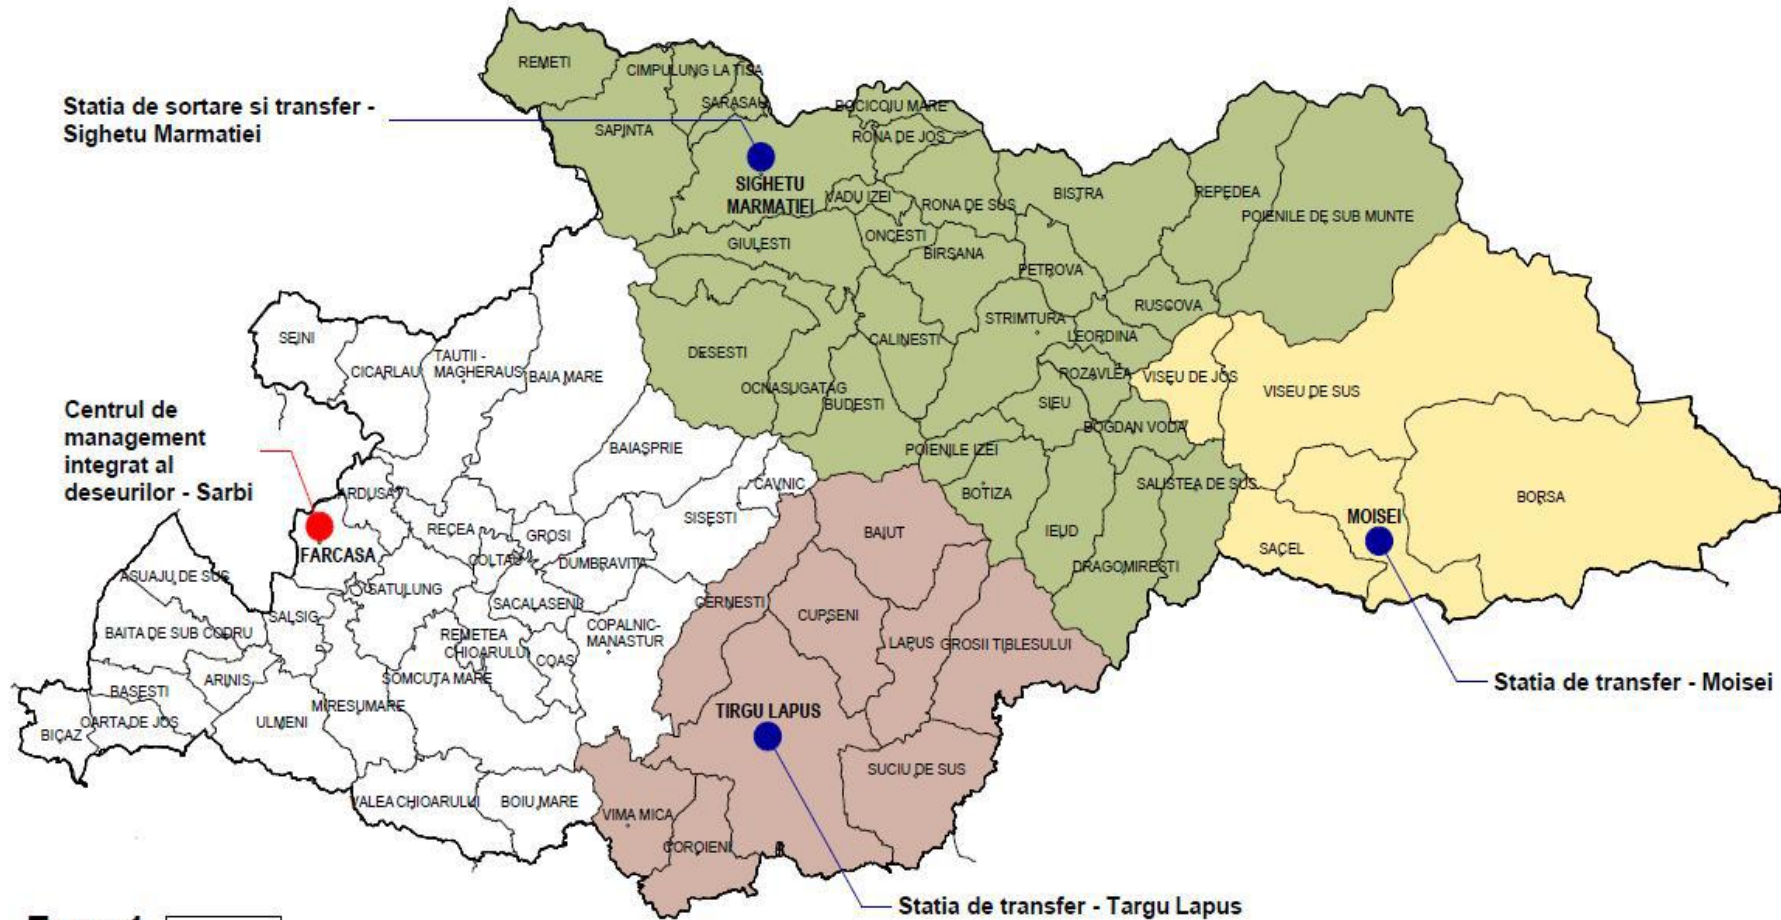 REMETI
CIMPULUNG LA TISA
Statia de sortare si transfer -
Sighetu Marmatiei
SARASAU
BOCICOIU MARE
SAPINTA
RONA DE JOS
SIGHETU
MARMATIEI
VADU IZEI
RONA DE SUS
BISTRA
REPEDEA
POIENILE DE SUB MUNTE
GIULESTI
ONCESTI
BIRSANA
PETROVA
RUSCOVA
SEINI
STRIMTURA
LEORDINA
CALINESTI
DESESTI
CICARLAU
TAUTII -
MAGHERAUS
BAIA MARE
OCNASUGATAG
BUDESTI
ROZAVLEA
VISEU DE JOS
VISEU DE SUS
SIEU
BOGDAN VODA
Centrul de
management
integrat al
deseurilor - Sarbi
BAIASPRIE
POIENILE IZEI
CAVNIC
ARDUSAT
BOTIZA
SALISTEA DE SUS
BORSA
SISESTI
RECEA
GROSI
BAIUT
IEUD
MOISEI
SACEL
FARCASA
COLTAU
DUMBRAVITA
DRAGOMIRESTI
ASUAJU DE SUS
SATULUNG
SACALASENI
CERNESTI
CUPSENI
SALSIG
COPALNIC-
MANASTUR
BAITA DE SUB CODRU
REMETEA
CHIOARULUI
COAS
LAPUS
GROSII TIBLESULUI
ARINIS
SOMCUTA MARE
Statia de transfer - Moisei
BASESTI
MIRESUMARE
TIRGU LAPUS
OARTA DE JOS
ULMENI
BICAZ
SUCIU DE SUS
VALEA CHIOARULUI
BOIU MARE
VIMA MICA
COROIENI
Statia de transfer - Targu Lapus